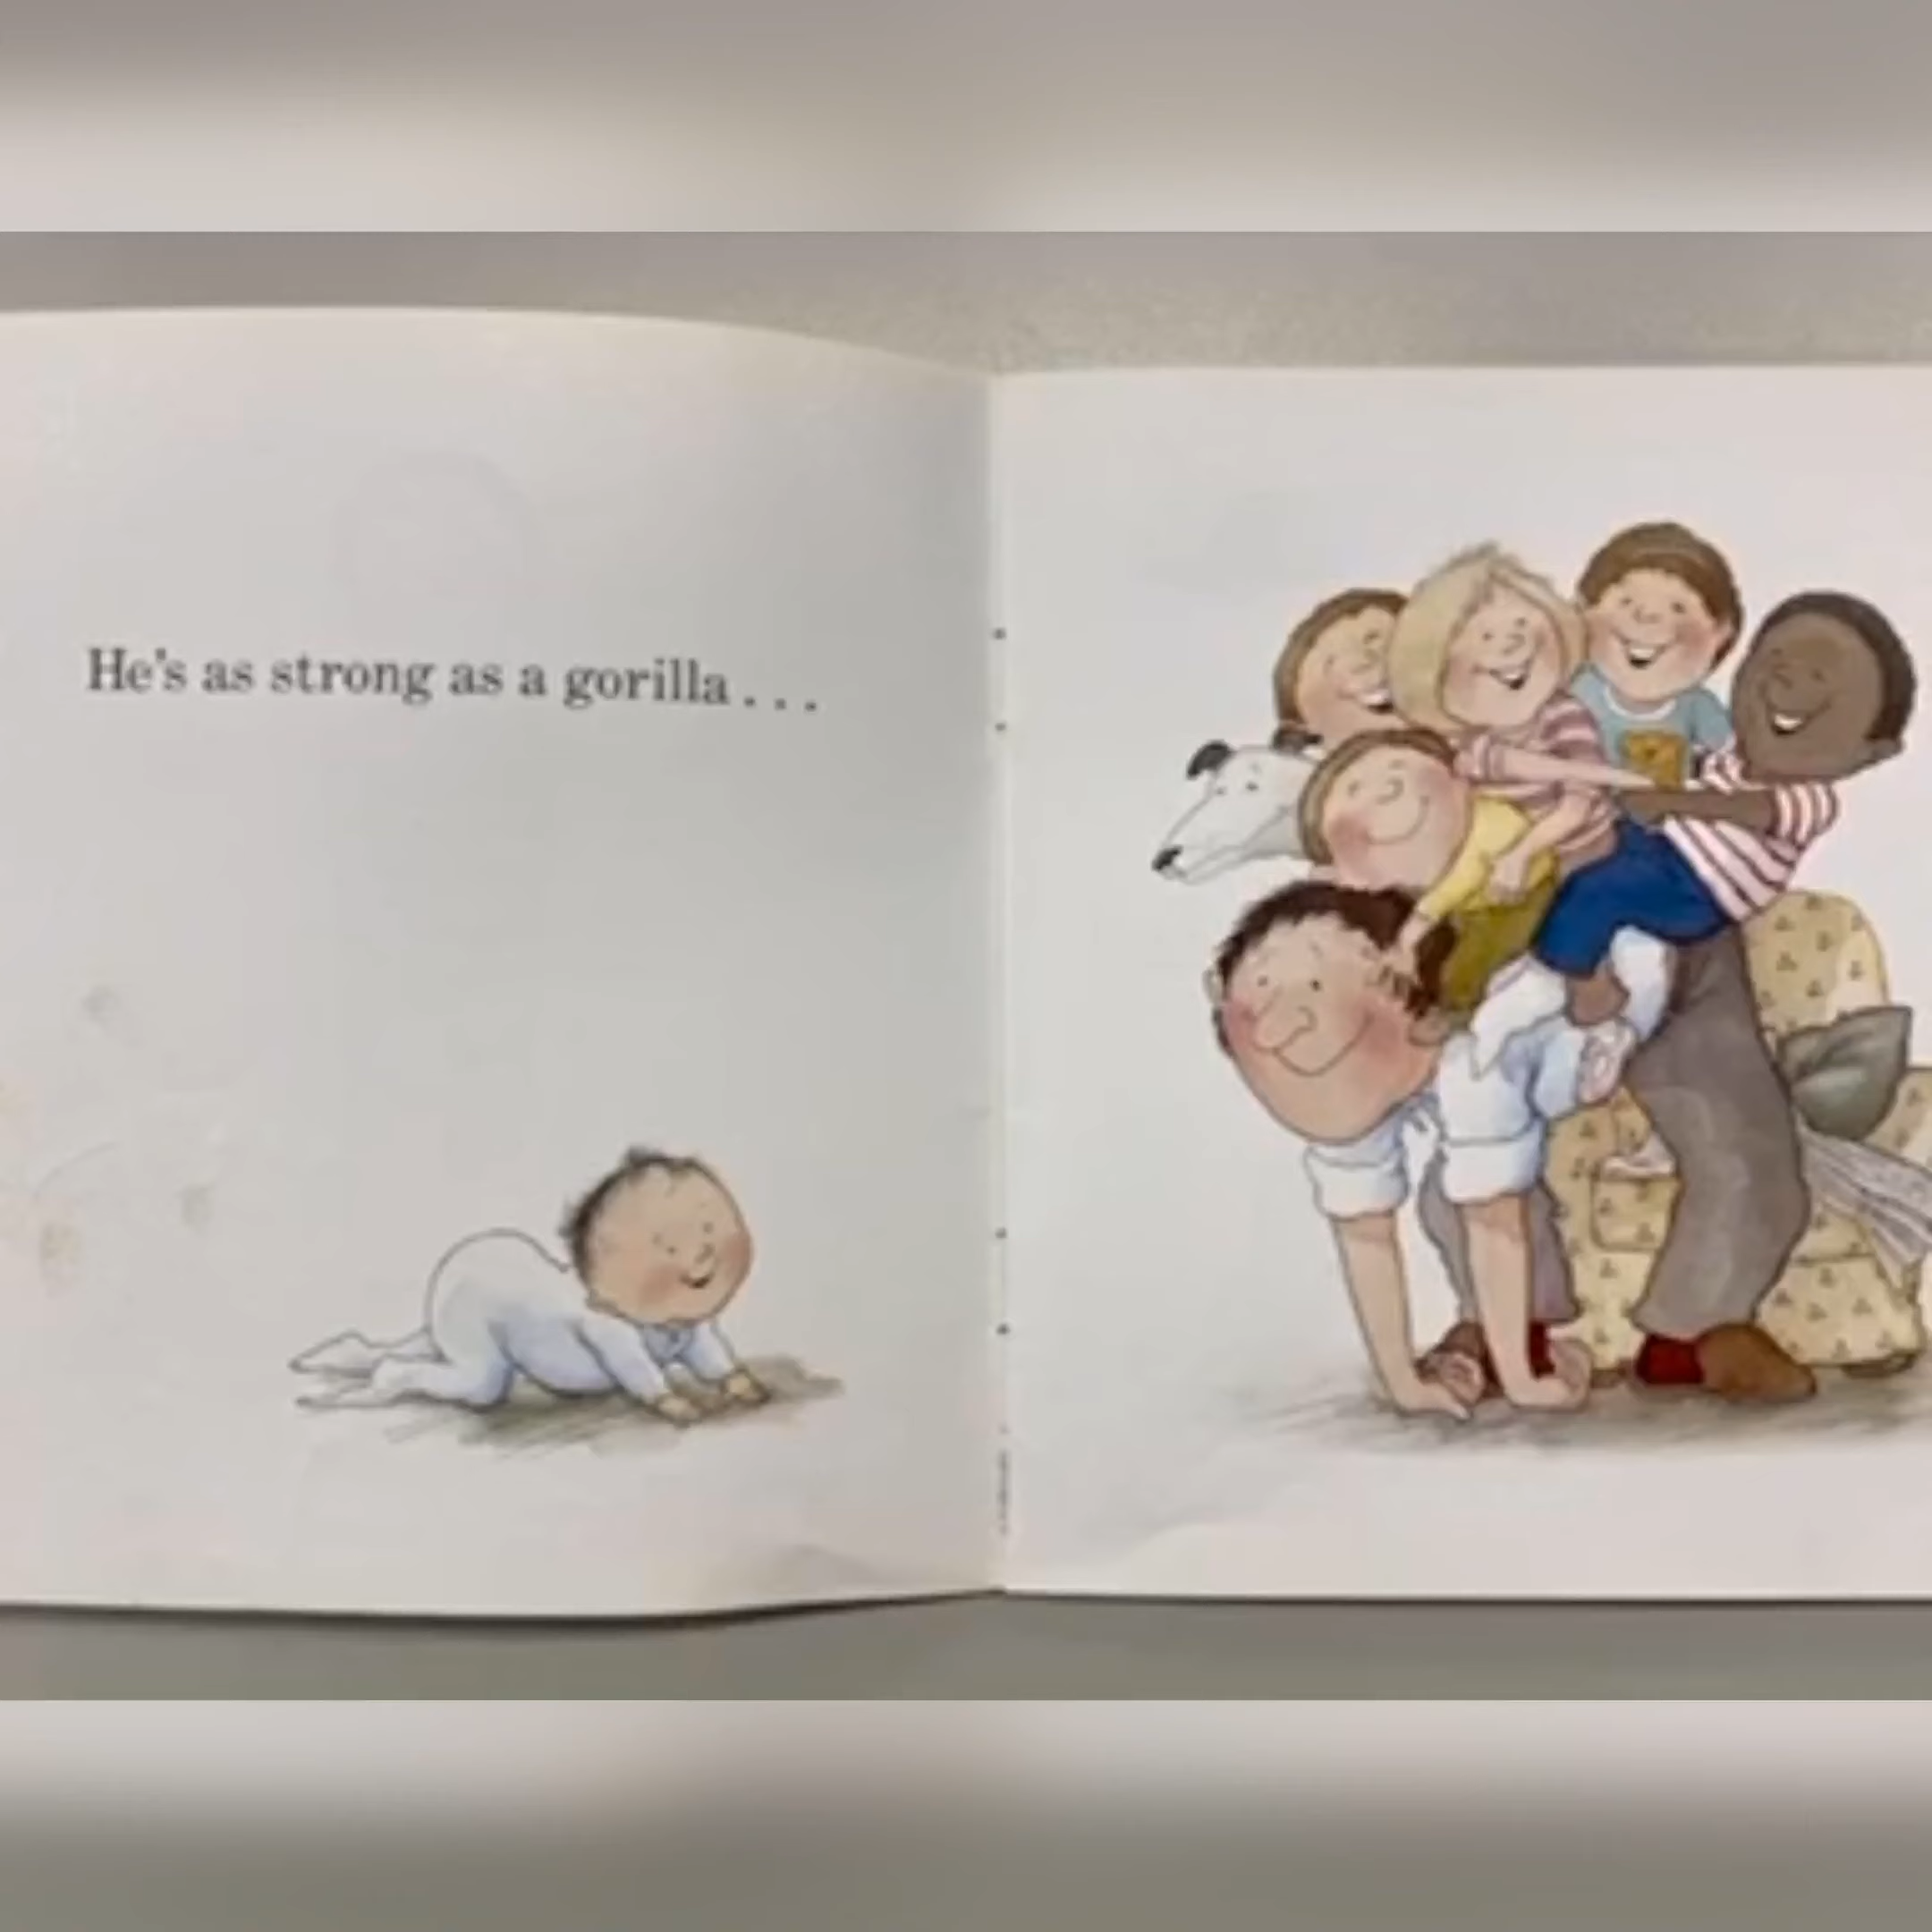 He's as strong as a gorilla . . .